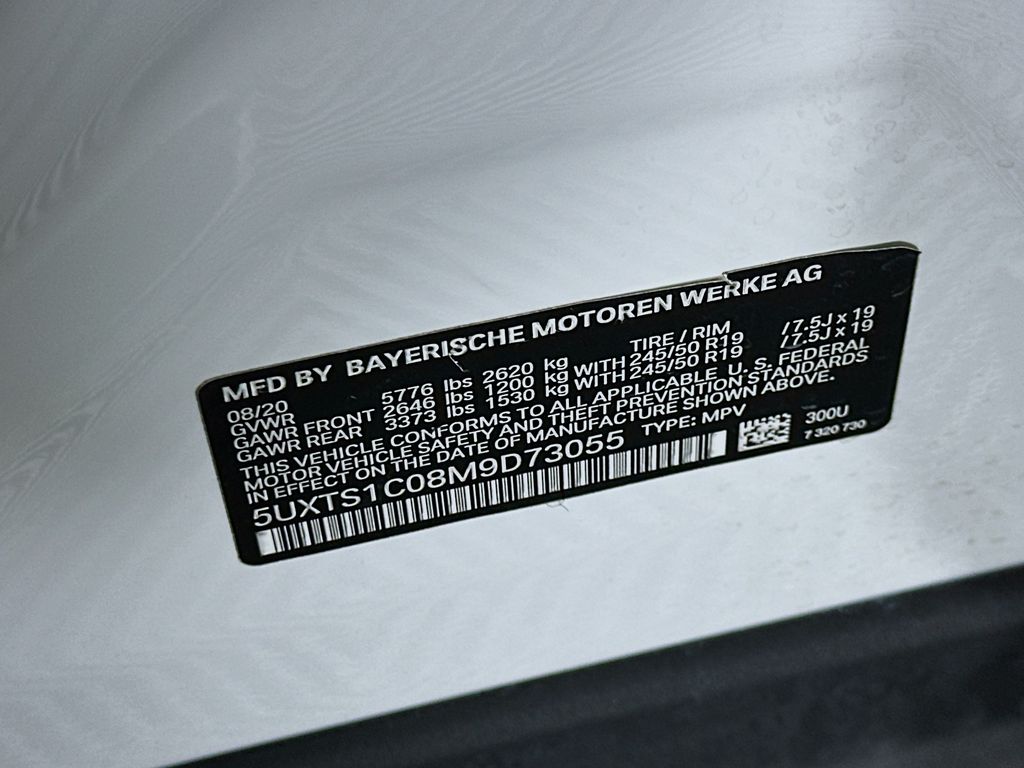 MFD BY BAYERISCHE MOTOREN WERKE AG
08/20 TIRE / RIM
GVWR 5776 lbs 2620 kg
GAWR FRONT 2646 lbs 1200 kg WITH 245/50 R19 /7.5J x 19
GAWR REAR 3373 lbs 1530 kg WITH 245/50 R19 /7.5J x 19
THIS VEHICLE CONFORMS TO ALL APPLICABLE U. S. FEDERAL
MOTOR VEHICLE SAFETY AND THEFT PREVENTION STANDARDS
IN EFFECT ON THE DATE OF MANUFACTURE SHOWN ABOVE.
5UXTS1C08M9D73055 TYPE: MPV 300U
7 320 730